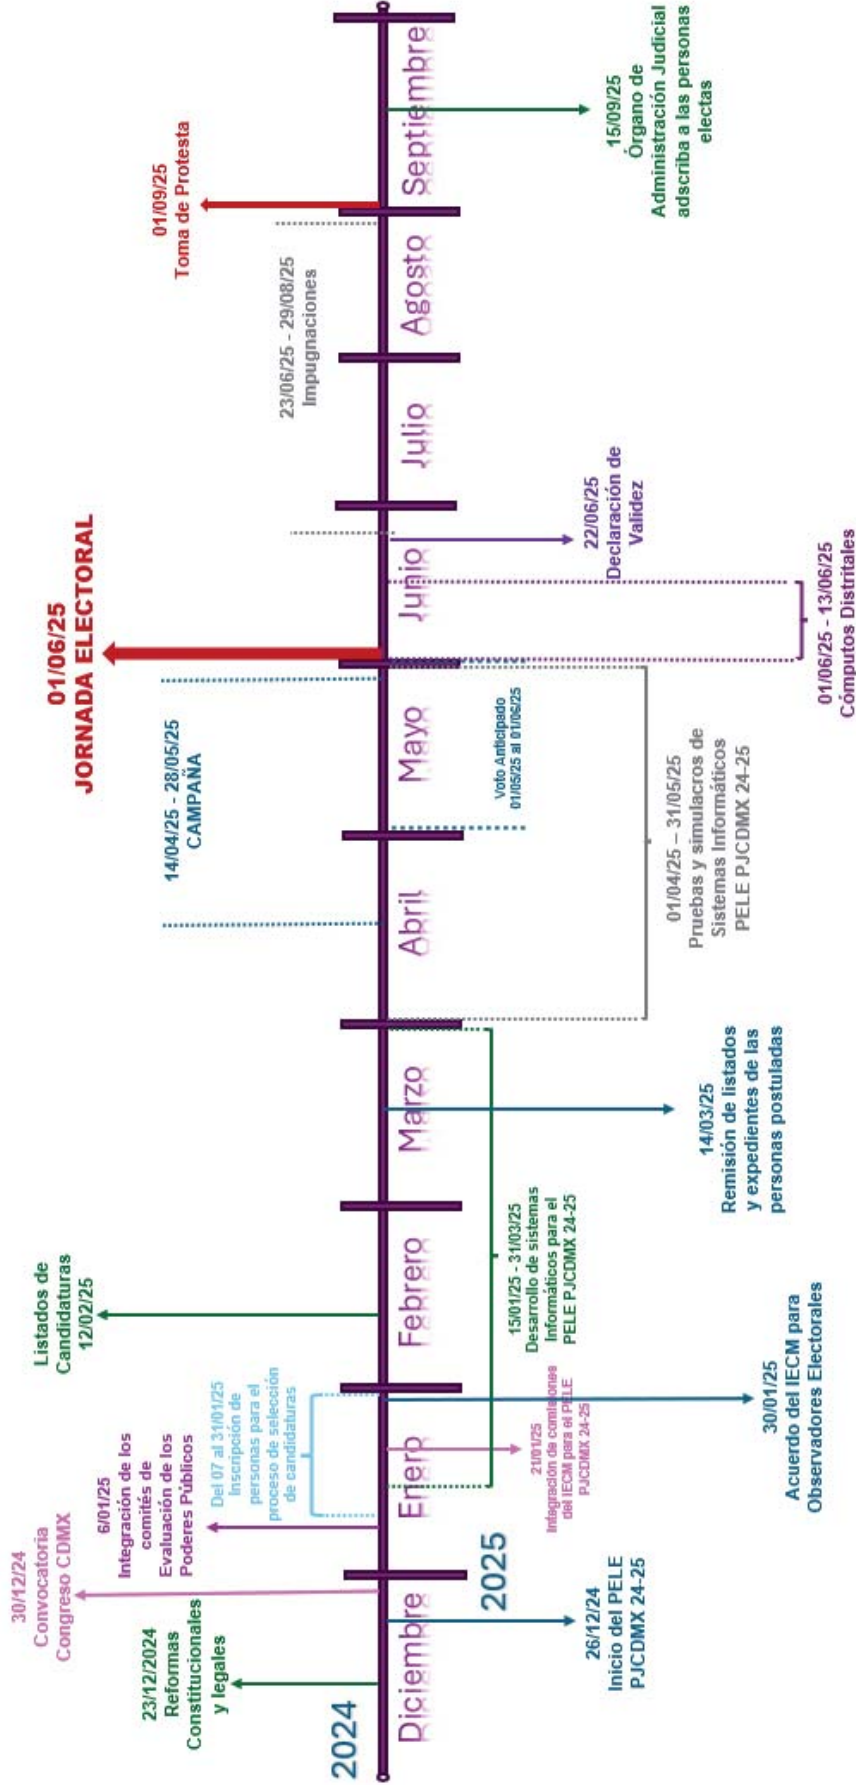 30/12/24
Convocatoria
Congreso CDMX
23/12/2024
Reformas
Constitucionales
y legales
6/01/25
Integración de los
comités de
Evaluación de los
Poderes Públicos
Del 07 al 31/01/25
Inscripción de
personas para el
proceso de selección
de candidaturas
Listados de
Candidaturas
12/02/25
14/04/25 - 28/05/25
CAMPAÑA
01/06/25
JORNADA ELECTORAL
23/06/25 - 29/08/25
Impugnaciones
01/09/25
Toma de Protesta
2024
Diciembre
Enero
Febrero
Marzo
Abril
Mayo
Junio
Julio
Agosto
Septiembre
2025
26/12/24
Inicio del PELE
PJCDMX 24-25
21/01/25
Integración de comisiones
del IECM para el PELE
PJCDMX 24-25
15/01/25 - 31/03/25
Desarrollo de sistemas
Informáticos para el
PELE PJCDMX 24-25
30/01/25
Acuerdo del IECM para
Observadores Electorales
14/03/25
Remisión de listados
y expedientes de las
personas postuladas
01/04/25 – 31/05/25
Pruebas y simulacros de
Sistemas Informáticos
PELE PJCDMX 24-25
Voto Anticipado
01/05/25 al 01/06/25
01/06/25 - 13/06/25
Cómputos Distritales
22/06/25
Declaración de
Validez
15/09/25
Órgano de
Administración Judicial
adscriba a las personas
electas